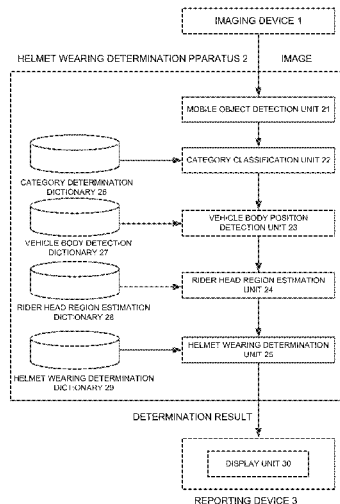 IMAGING DEVICE 1
HELMET WEARING DETERMINATION PPARATUS 2
IMAGE
MOBILE OBJECT DETECTION UNIT 21
CATEGORY CLASSIFICATION UNIT 22
CATEGORY DETERMINATION
DICTIONARY 26
VEHICLE BODY POSITION
DETECTION UNIT 23
VEHICLE BODY DETECTION
DICTIONARY 27
RIDER HEAD REGION ESTIMATION
UNIT 24
RIDER HEAD REGION ESTIMATION
DICTIONARY 28
HELMET WEARING DETERMINATION
UNIT 25
HELMET WEARING DETERMINATION
DICTIONARY 29
DETERMINATION RESULT
DISPLAY UNIT 30
REPORTING DEVICE 3